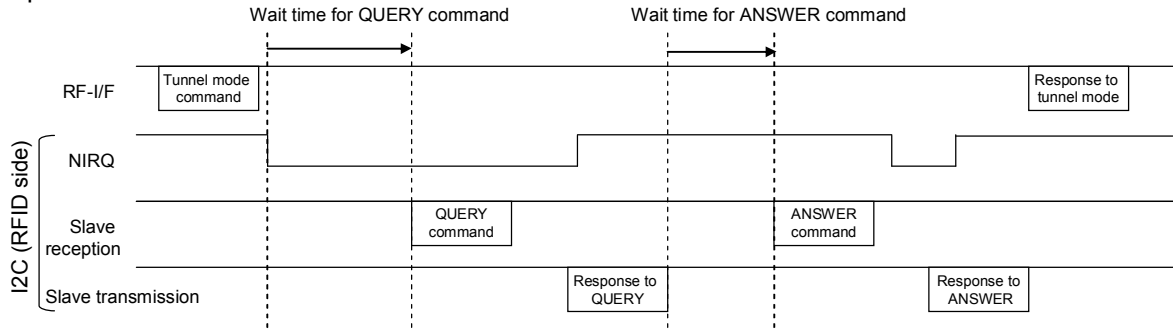 Wait time for QUERY command
Wait time for ANSWER command
RF-I/F
Tunnel mode
command
Response to
tunnel mode
NIRQ
I2C (RFID side)
Slave
reception
QUERY
command
ANSWER
command
Slave transmission
Response to
QUERY
Response to
ANSWER